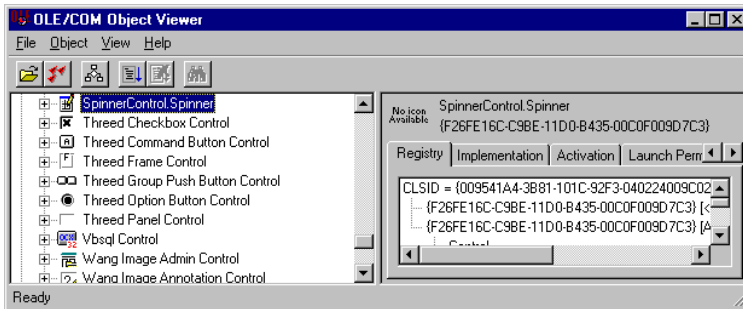 OLE/COM Object Viewer
File Object View Help
SpinnerControl.Spinner
Threed Checkbox Control
Threed Command Button Control
Threed Frame Control
Threed Group Push Button Control
Threed Option Button Control
Threed Panel Control
Vbsql Control
Wang Image Admin Control
Wang Image Annotation Control
No icon
Available
SpinnerControl.Spinner
{F26FE16C-C9BE-11D0-B435-00C0F009D7C3}
Registry Implementation Activation Launch Perm
CLSID = {009541A4-3B81-101C-92F3-040224009C02
{F26FE16C-C9BE-11D0-B435-00C0F009D7C3} [<
{F26FE16C-C9BE-11D0-B435-00C0F009D7C3} [A
Control
Ready